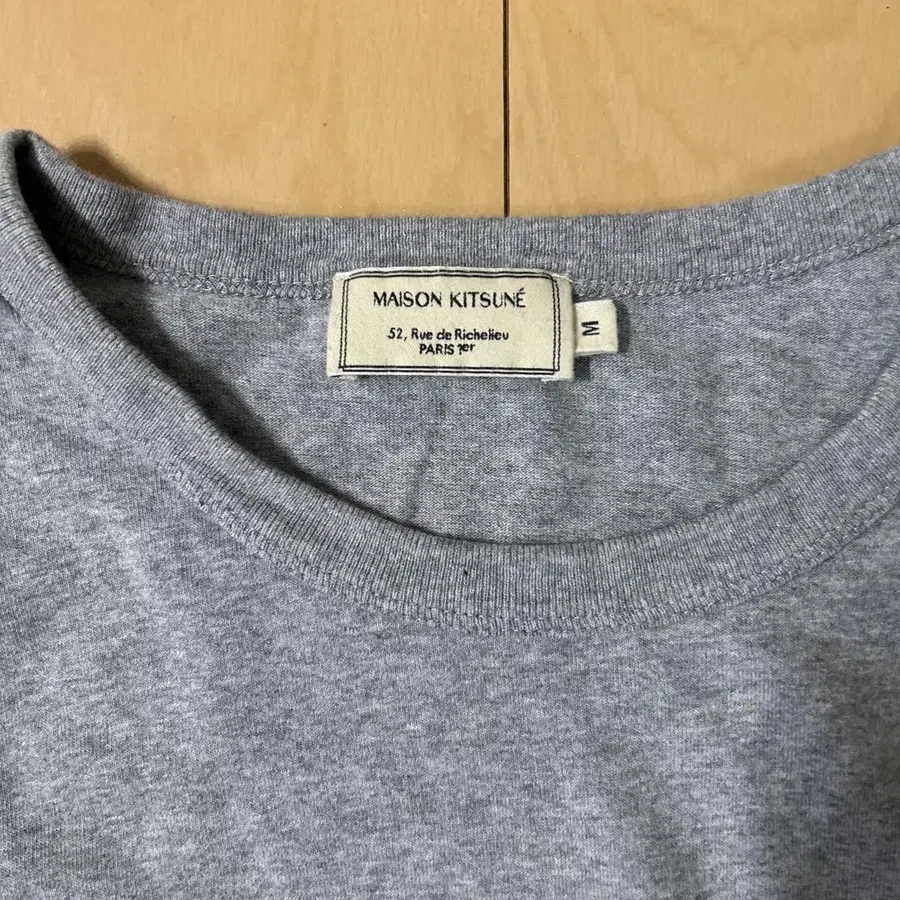 MAISON KITSUNÉ
52, Rue de Richelieu
PARIS 1er
M